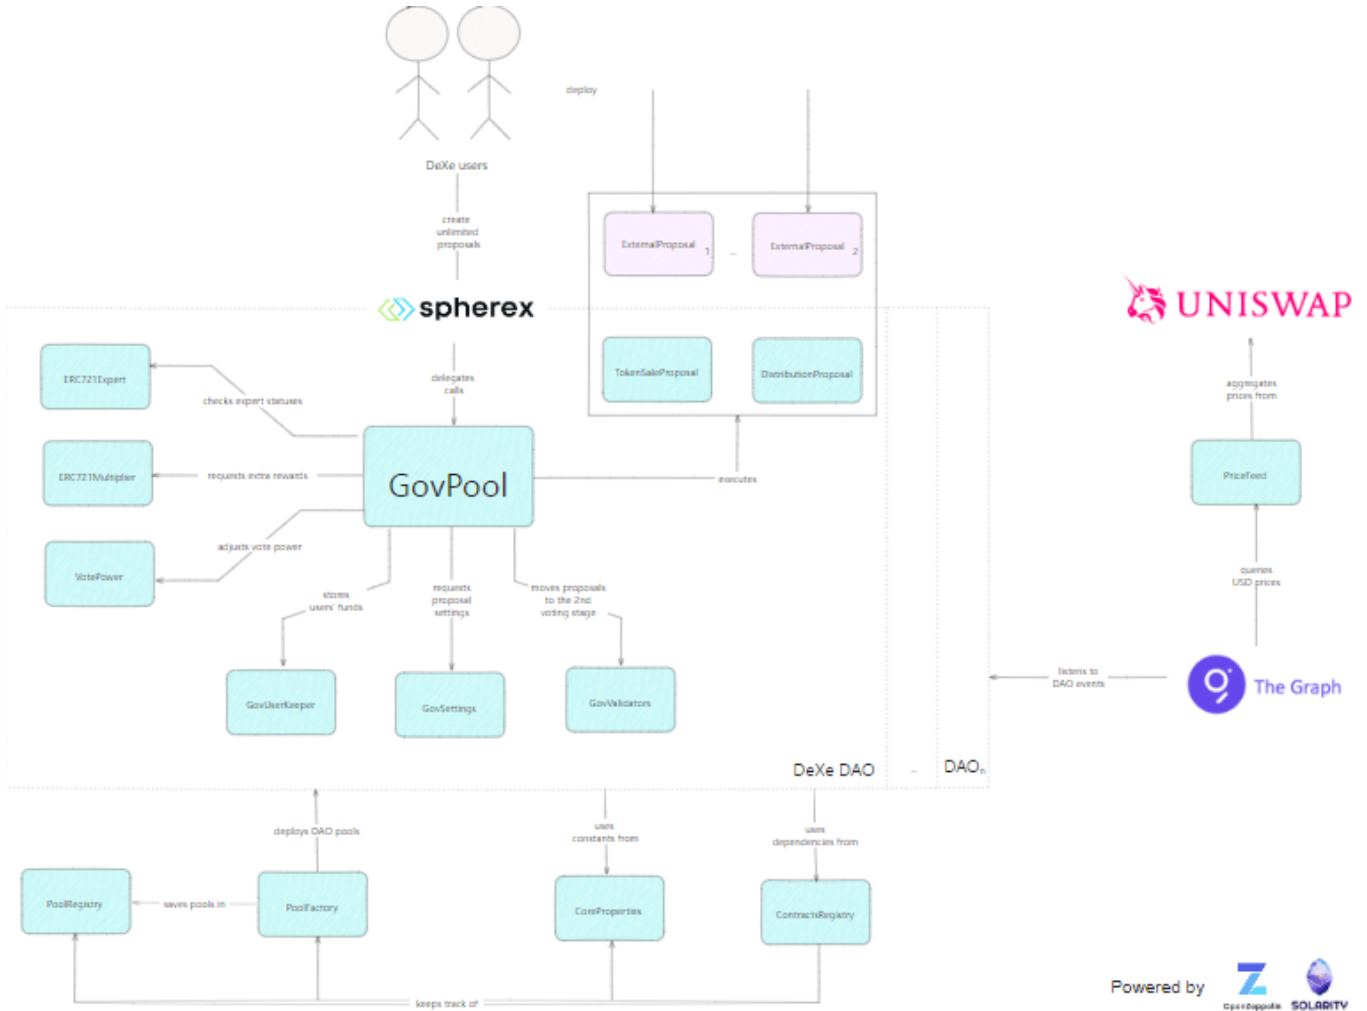 deploy
DeXe users
create
unlimited
proposals
ExternalProposal 1
...
ExternalProposal 2
spherex
UNISWAP
TokenSaleProposal
DistributionProposal
ERC721Expert
checks expert statuses
delegates
calls
aggregates
prices from
ERC721Multiplier
requests extra rewards
GovPool
executes
PriceFeed
VotePower
adjusts vote power
stores
users' funds
requests
proposal
settings
moves proposals
to the 2nd
voting stage
queries
USD prices
GovUserKeeper
GovSettings
GovValidators
listens to
DAO events
The Graph
DeXe DAO
...
DAOn
deploys DAO pools
uses
constants from
uses
dependencies from
PoolRegistry
saves pools in
PoolFactory
CoreProperties
ContractsRegistry
keeps track of
Powered by
OpenZeppelin
SOLARITY